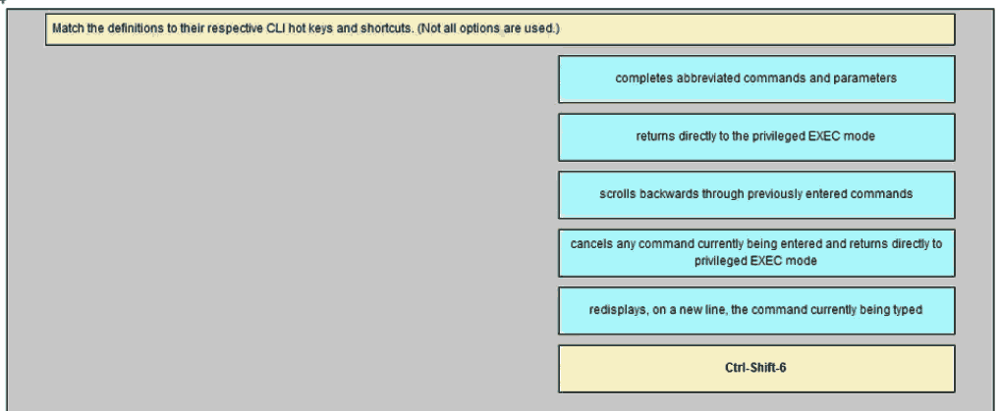 Match the definitions to their respective CLI hot keys and shortcuts. (Not all options are used.)
completes abbreviated commands and parameters
returns directly to the privileged EXEC mode
scrolls backwards through previously entered commands
cancels any command currently being entered and returns directly to
privileged EXEC mode
redisplays, on a new line, the command currently being typed
Ctrl-Shift-6